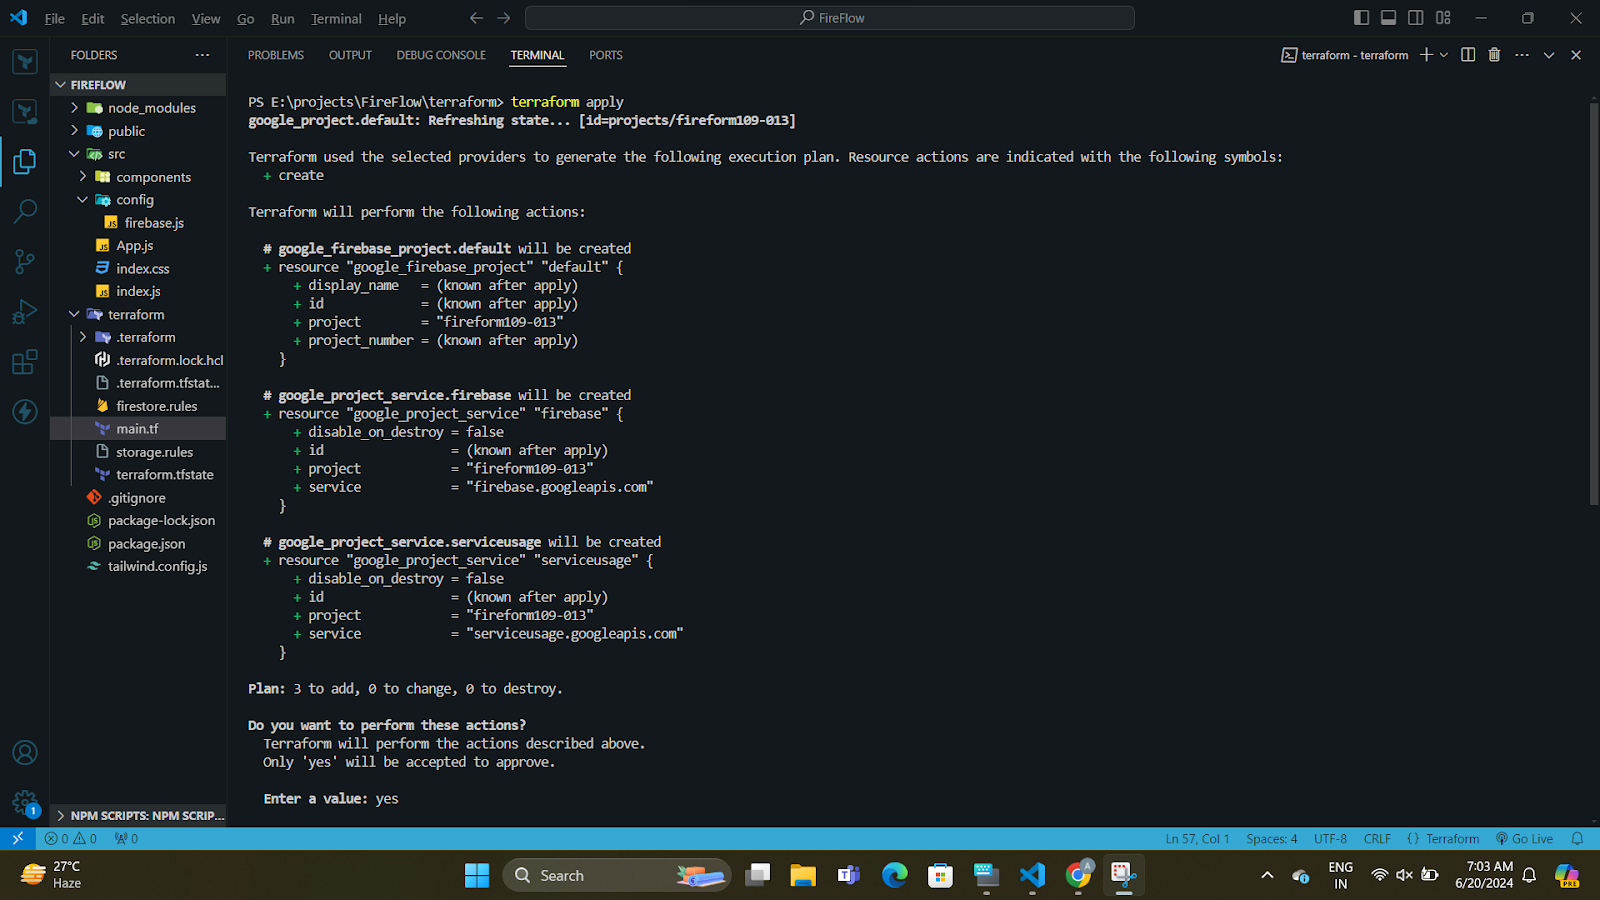 File Edit Selection View Go Run Terminal Help
FireFlow
FOLDERS
FIREFLOW
node_modules
public
src
components
config
firebase.js
App.js
index.css
index.js
terraform
.terraform
.terraform.lock.hcl
.terraform.tfstat...
firestore.rules
main.tf
storage.rules
terraform.tfstate
.gitignore
package-lock.json
package.json
tailwind.config.js
NPM SCRIPTS: NPM SCRIP...
PROBLEMS OUTPUT DEBUG CONSOLE TERMINAL PORTS
terraform - terraform
PS E:\projects\FireFlow\terraform> terraform apply
google_project.default: Refreshing state... [id=projects/fireform109-013]
Terraform used the selected providers to generate the following execution plan. Resource actions are indicated with the following symbols:
+ create
Terraform will perform the following actions:
# google_firebase_project.default will be created
+ resource "google_firebase_project" "default" {
+ display_name = (known after apply)
+ id = (known after apply)
+ project = "fireform109-013"
+ project_number = (known after apply)
}
# google_project_service.firebase will be created
+ resource "google_project_service" "firebase" {
+ disable_on_destroy = false
+ id = (known after apply)
+ project = "fireform109-013"
+ service = "firebase.googleapis.com"
}
# google_project_service.serviceusage will be created
+ resource "google_project_service" "serviceusage" {
+ disable_on_destroy = false
+ id = (known after apply)
+ project = "fireform109-013"
+ service = "serviceusage.googleapis.com"
}
Plan: 3 to add, 0 to change, 0 to destroy.
Do you want to perform these actions?
Terraform will perform the actions described above.
Only 'yes' will be accepted to approve.
Enter a value: yes
1
0 0 0
Ln 57, Col 1 Spaces: 4 UTF-8 CRLF {} Terraform Go Live
27°C
Haze
Search
ENG
IN
7:03 AM
6/20/2024
PRE